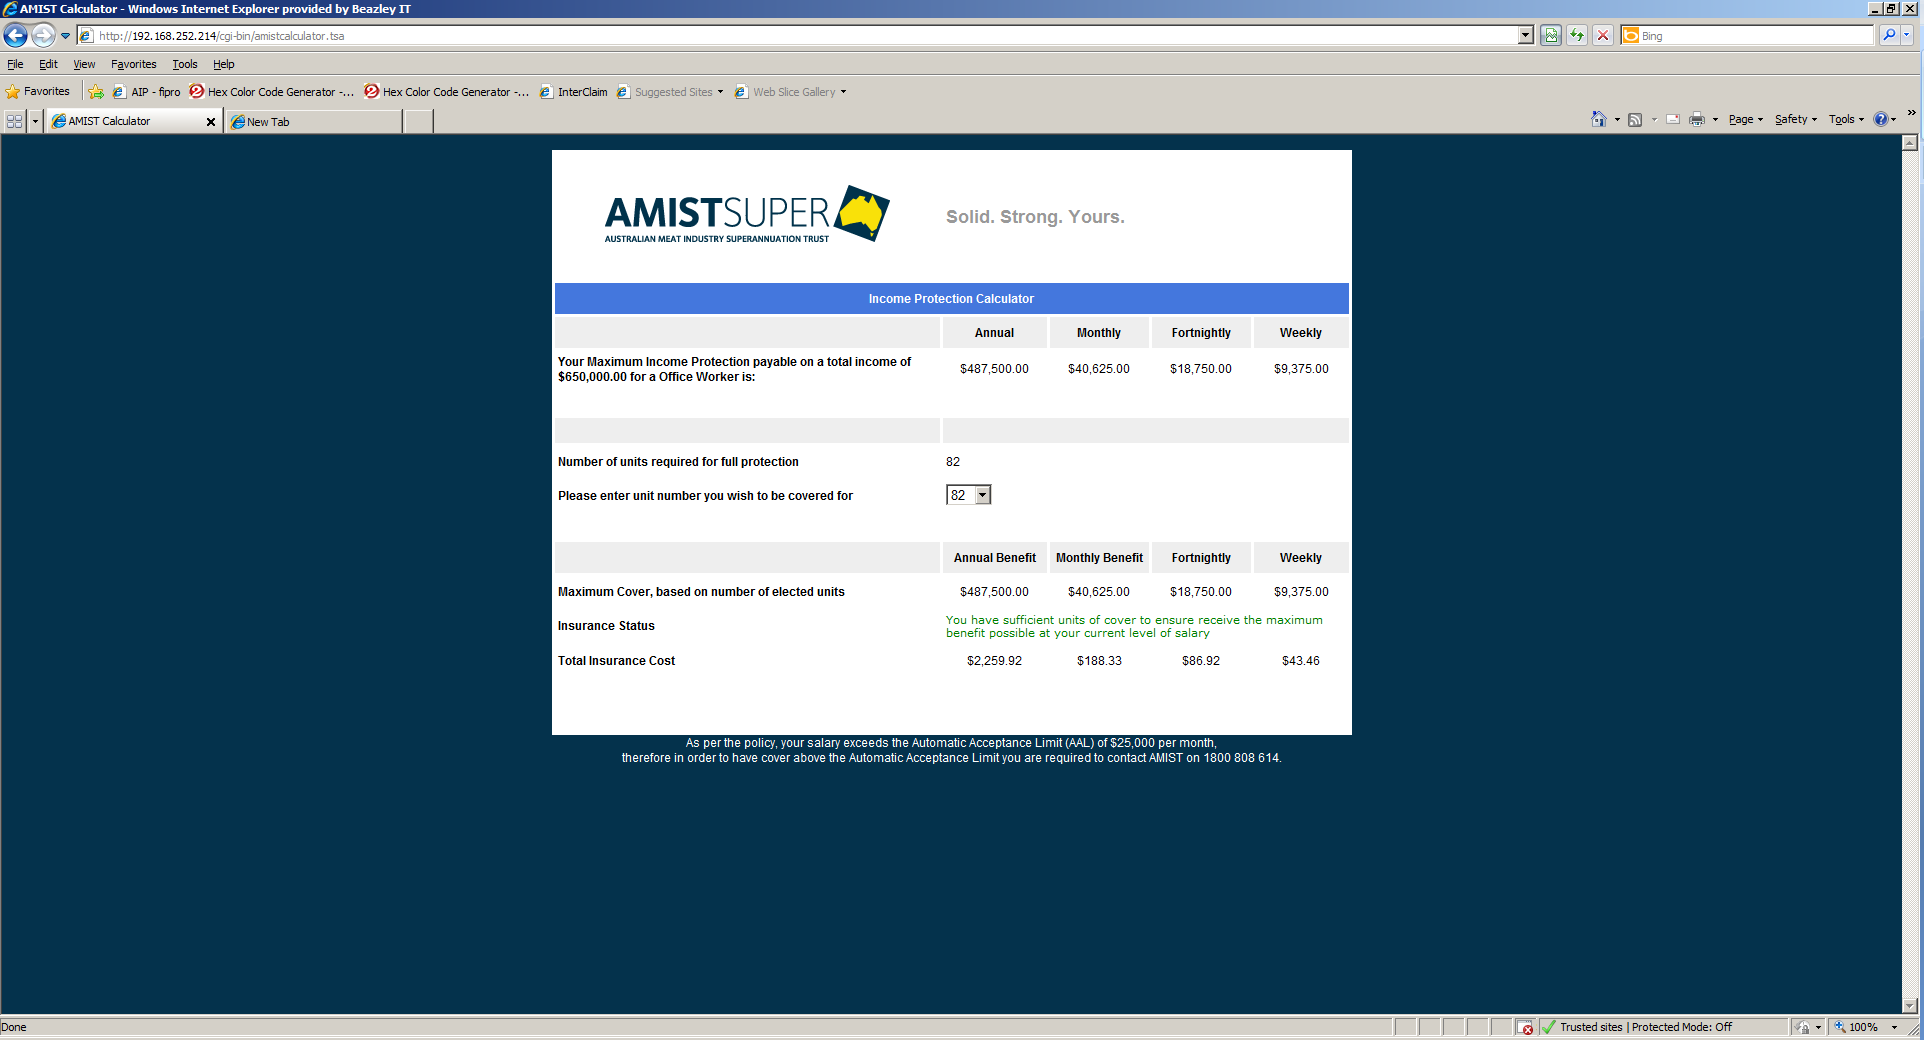 AMIST Calculator - Windows Internet Explorer provided by Beazley IT
http://192.168.252.214/cgi-bin/amistcalculator.tsa
Bing
File Edit View Favorites Tools Help
Favorites AIP - fipro Hex Color Code Generator -... Hex Color Code Generator -... InterClaim Suggested Sites Web Slice Gallery
AMIST Calculator New Tab Page Safety Tools »
AMISTSUPER
AUSTRALIAN MEAT INDUSTRY SUPERANNUATION TRUST
Solid. Strong. Yours.
Income Protection Calculator
Annual Monthly Fortnightly Weekly
Your Maximum Income Protection payable on a total income of
$650,000.00 for a Office Worker is:
$487,500.00 $40,625.00 $18,750.00 $9,375.00
Number of units required for full protection 82
Please enter unit number you wish to be covered for 82
Annual Benefit Monthly Benefit Fortnightly Weekly
Maximum Cover, based on number of elected units $487,500.00 $40,625.00 $18,750.00 $9,375.00
Insurance Status
You have sufficient units of cover to ensure receive the maximum
benefit possible at your current level of salary
Total Insurance Cost $2,259.92 $188.33 $86.92 $43.46
As per the policy, your salary exceeds the Automatic Acceptance Limit (AAL) of $25,000 per month,
therefore in order to have cover above the Automatic Acceptance Limit you are required to contact AMIST on 1800 808 614.
Done Trusted sites | Protected Mode: Off 100%